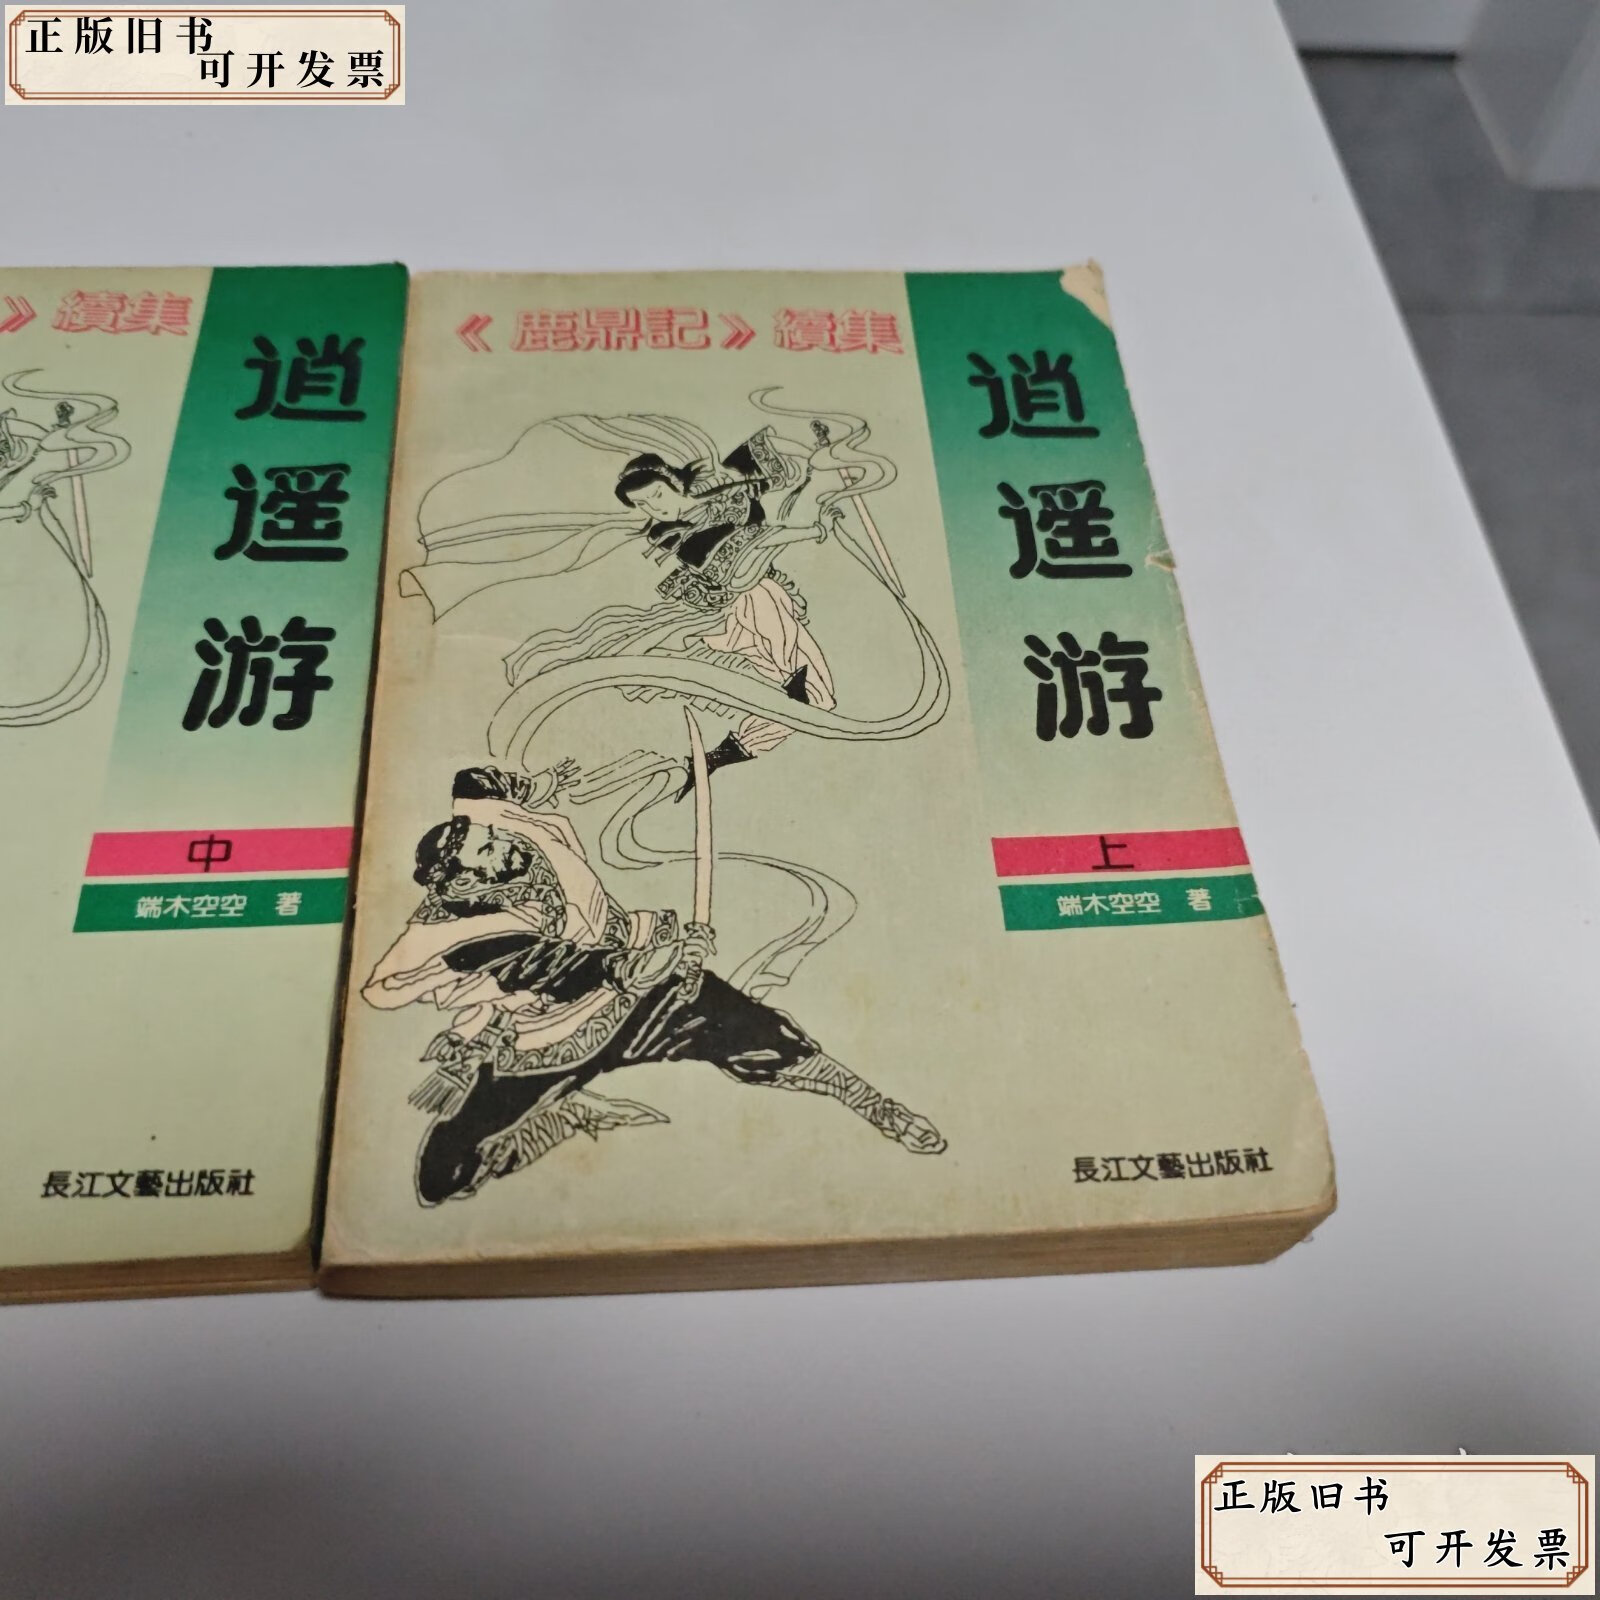 正版旧书
可开发票
》續集
逍遥游
中
端木空空 著
長江文藝出版社
《鹿鼎記》續集
逍遥游
上
端木空空 著
長江文藝出版社
正版旧书
可开发票